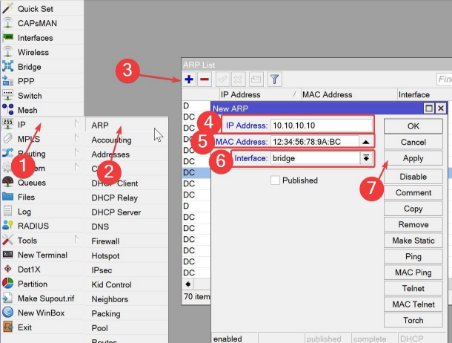 Quick Set
CAPsMAN
Interfaces
Wireless
Bridge
PPP
Switch
Mesh
IP
MPLS
Routing
Queues
Files
Log
RADIUS
Tools
New Terminal
Dot1X
Partition
Make Supout.rif
New WinBox
Exit
1
ARP
Accounting
Addresses
DHCP Client
DHCP Relay
DHCP Server
DNS
Firewall
Hotspot
IPsec
Kid Control
Neighbors
Packing
Pool
Routes
2
3
ARP List
Find
IP Address / MAC Address Interface
D
DC
DC
DC
DC
DC
DC
DC
DC
DC
DC
D
DC
70 item
New ARP
4
IP Address: 10.10.10.10
5
MAC Address: 12:34:56:78:9A:BC
6
Interface: bridge
Published
7
OK
Cancel
Apply
Disable
Comment
Copy
Remove
Make Static
Ping
MAC Ping
Telnet
MAC Telnet
Torch
enabled published complete DHCP